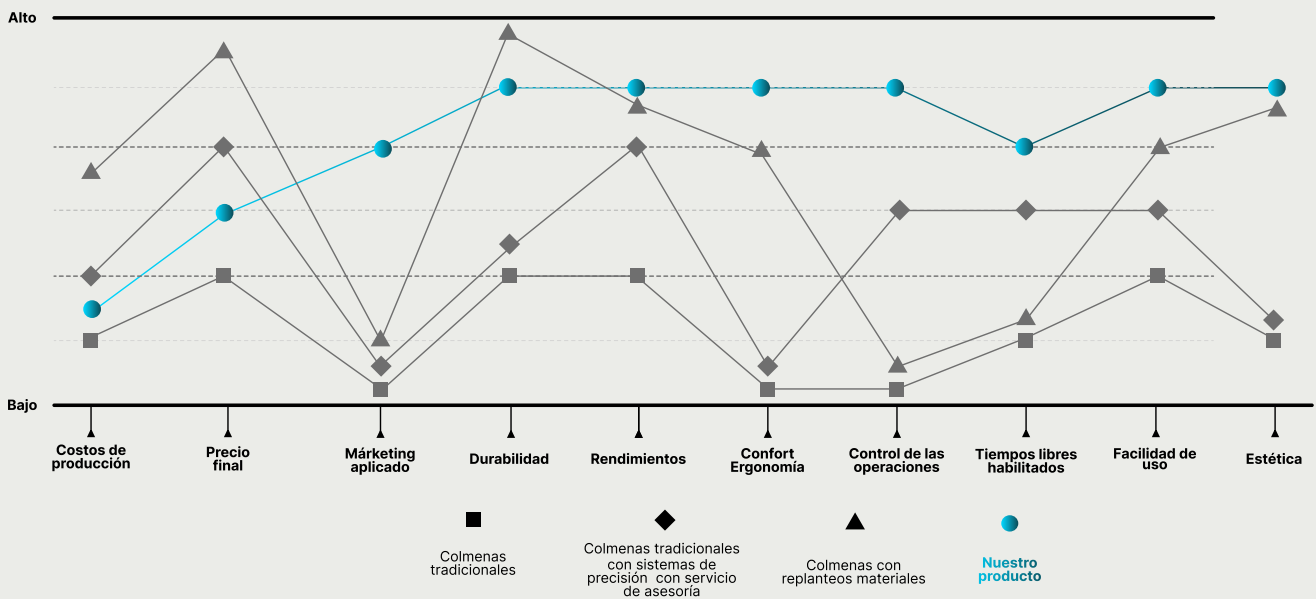 Alto
Bajo
Costos de
producción
Precio
final
Márketing
aplicado
Durabilidad
Rendimientos
Confort
Ergonomía
Control de las
operaciones
Tiempos libres
habilitados
Facilidad de
uso
Estética
Colmenas
tradicionales
Colmenas tradicionales
con sistemas de
precisión con servicio
de asesoría
Colmenas con
replanteos materiales
Nuestro
producto